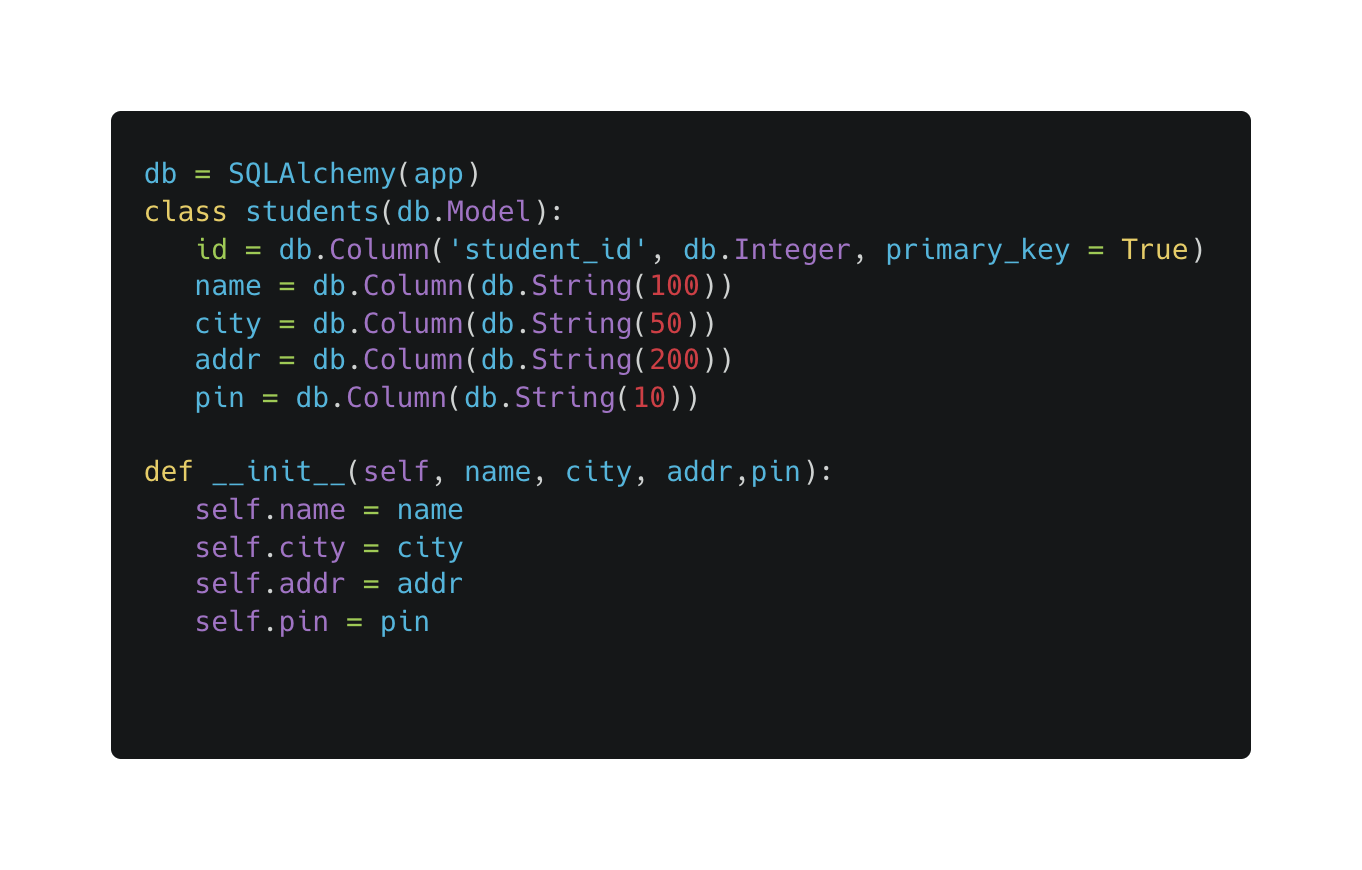 db = SQLAlchemy(app)
class students(db.Model):
   id = db.Column('student_id', db.Integer, primary_key = True)
   name = db.Column(db.String(100))
   city = db.Column(db.String(50))
   addr = db.Column(db.String(200))
   pin = db.Column(db.String(10))

def __init__(self, name, city, addr,pin):
   self.name = name
   self.city = city
   self.addr = addr
   self.pin = pin